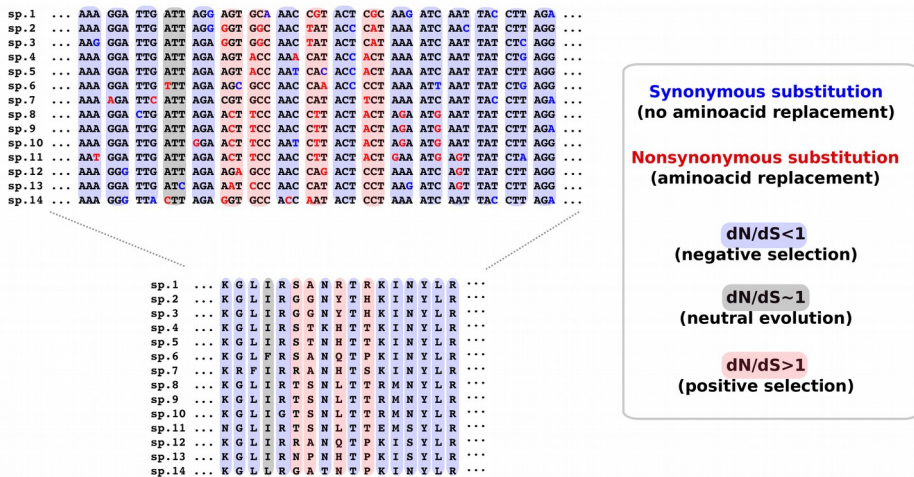 sp.1 ... AAA GGA TTG ATT AGG AGT GCA AAC CGT ACT CGC AAG ATC AAT TAC CTT AGA ...
sp.2 ... AAA GGA TTG ATT AGG GGT GGC AAC TAT ACC CAT AAA ATC AAC TAT CTT AGG ...
sp.3 ... AAG GGA TTG ATT AGA GGT GGC AAC TAT ACT CAT AAA ATC AAT TAT CTC AGG ...
sp.4 ... AAA GGA TTG ATT AGA AGT ACC AAA CAT ACC ACT AAA ATC AAT TAT CTG AGG ...
sp.5 ... AAA GGA TTG ATT AGA AGT ACC AAT CAC ACC ACT AAA ATC AAT TAT CTT AGG ...
sp.6 ... AAA GGA TTG TTT AGA AGC GCC AAC CAA ACC CCT AAA ATT AAT TAT CTG AGG ...
sp.7 ... AAA AGA TTC ATT AGA CGT GCC AAC CAT ACT TCT AAA ATC AAT TAC CTT AGA ...
sp.8 ... AAA GGA CTG ATT AGA ACT TCC AAC CTT ACT ACT AGA ATG AAT TAT CTT AGG ...
sp.9 ... AAA GGA TTG ATT AGA ACT TCC AAC CTT ACT ACT AGA ATG AAT TAT CTT AGA ...
sp.10 ... AAA GGA TTG ATT GGA ACT TCC AAT CTT ACT ACT AGA ATG AAT TAT CTT AGG ...
sp.11 ... AAT GGA TTG ATT AGA ACT TCC AAC CTT ACT ACT GAA ATG AGT TAT CTA AGG ...
sp.12 ... AAA GGG TTG ATT AGA AGA GCC AAC CAG ACT CCT AAA ATC AGT TAT CTT AGG ...
sp.13 ... AAA GGA TTG ATC AGA AAT CCC AAC CAT ACT CCT AAG ATC AGT TAT CTT AGG ...
sp.14 ... AAA GGG TTA CTT AGA GGT GCC ACC AAT ACT CCT AAA ATC AAT TAC CTT AGA ...
sp.1 ... K G L I R S A N R T R K I N Y L R ...
sp.2 ... K G L I R G G N Y T H K I N Y L R ...
sp.3 ... K G L I R G G N Y T H K I N Y L R ...
sp.4 ... K G L I R S T K H T T K I N Y L R ...
sp.5 ... K G L I R S T N H T T K I N Y L R ...
sp.6 ... K G L F R S A N Q T P K I N Y L R ...
sp.7 ... K R F I R R A N H T S K I N Y L R ...
sp.8 ... K G L I R T S N L T T R M N Y L R ...
sp.9 ... K G L I R T S N L T T R M N Y L R ...
sp.10 ... K G L I G T S N L T T R M N Y L R ...
sp.11 ... N G L I R T S N L T T E M S Y L R ...
sp.12 ... K G L I R R A N Q T P K I S Y L R ...
sp.13 ... K G L I R N P N H T P K I S Y L R ...
sp.14 ... K G L L R G A T N T P K I N Y L R ...
Synonymous substitution
(no aminoacid replacement)
Nonsynonymous substitution
(aminoacid replacement)
dN/dS<1
(negative selection)
dN/dS~1
(neutral evolution)
dN/dS>1
(positive selection)